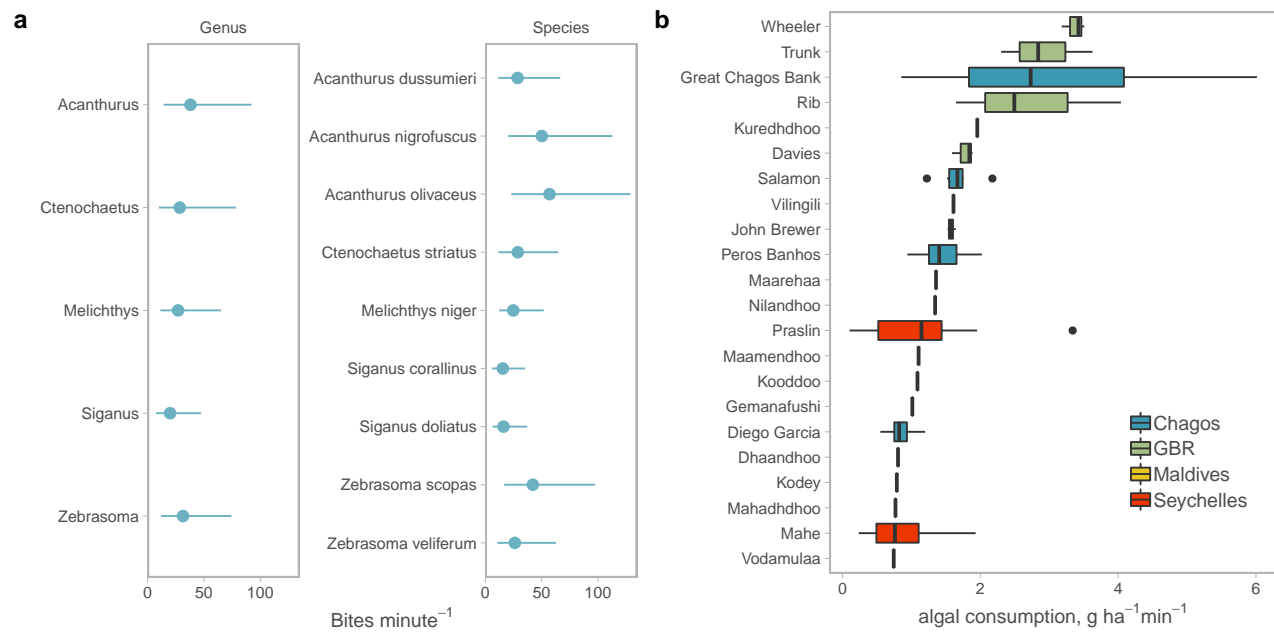 a
Genus
Acanthurus
Ctenochaetus
Melichthys
Siganus
Zebrasoma
0 50 100
Species
Acanthurus dussumieri
Acanthurus nigrofuscus
Acanthurus olivaceus
Ctenochaetus striatus
Melichthys niger
Siganus corallinus
Siganus doliatus
Zebrasoma scopas
Zebrasoma veliferum
0 50 100
Bites minute⁻¹
b
Wheeler
Trunk
Great Chagos Bank
Rib
Kuredhdhoo
Davies
Salamon
Vilingili
John Brewer
Peros Banhos
Maarehaa
Nilandhoo
Praslin
Maamendhoo
Kooddoo
Gemanafushi
Diego Garcia
Dhaandhoo
Kodey
Mahadhdhoo
Mahe
Vodamulaa
Chagos
GBR
Maldives
Seychelles
0 2 4 6
algal consumption, g ha⁻¹min⁻¹